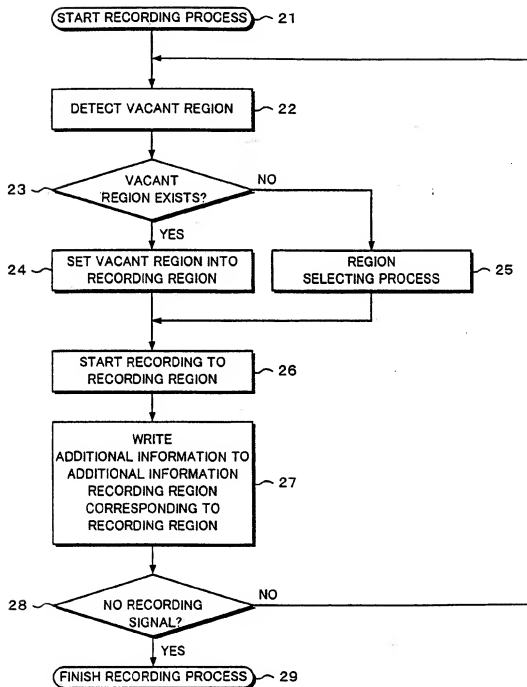 START RECORDING PROCESS 21
DETECT VACANT REGION 22
23 VACANT
REGION EXISTS?
NO
YES
24 SET VACANT REGION INTO
RECORDING REGION
REGION
SELECTING PROCESS 25
START RECORDING TO
RECORDING REGION 26
WRITE
ADDITIONAL INFORMATION TO
ADDITIONAL INFORMATION
RECORDING REGION
CORRESPONDING TO
RECORDING REGION
27
28 NO RECORDING
SIGNAL?
NO
YES
FINISH RECORDING PROCESS 29